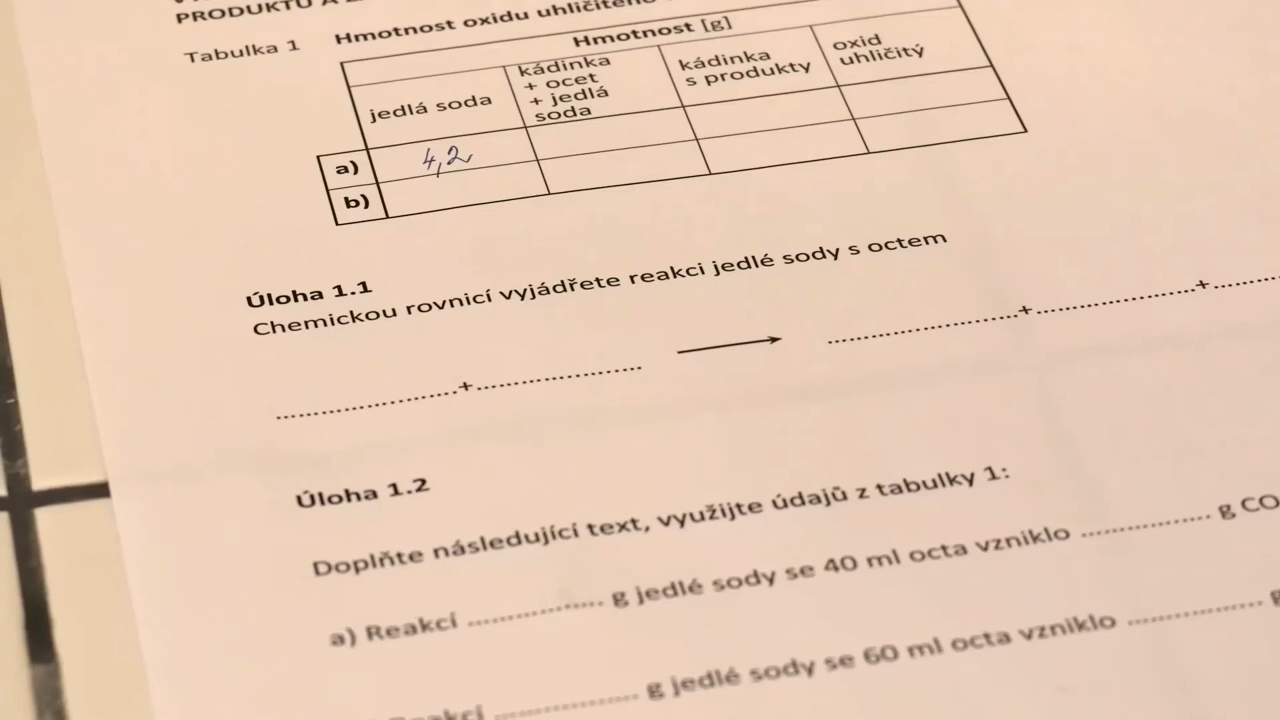 PRODUKTŮ A
Tabulka 1 Hmotnost oxidu uhličitého
Hmotnost [g]
jedlá soda
kádinka
+ ocet
+ jedlá
soda
kádinka
s produkty
oxid
uhličitý
a) 4,2
b)
Úloha 1.1
Chemickou rovnicí vyjádřete reakci jedlé sody s octem
........................+...................... ........................+......................+..........
Úloha 1.2
Doplňte následující text, využijte údajů z tabulky 1:
a) Reakcí .................. g jedlé sody se 40 ml octa vzniklo .................. g CO
Reakcí .................. g jedlé sody se 60 ml octa vzniklo .................. g